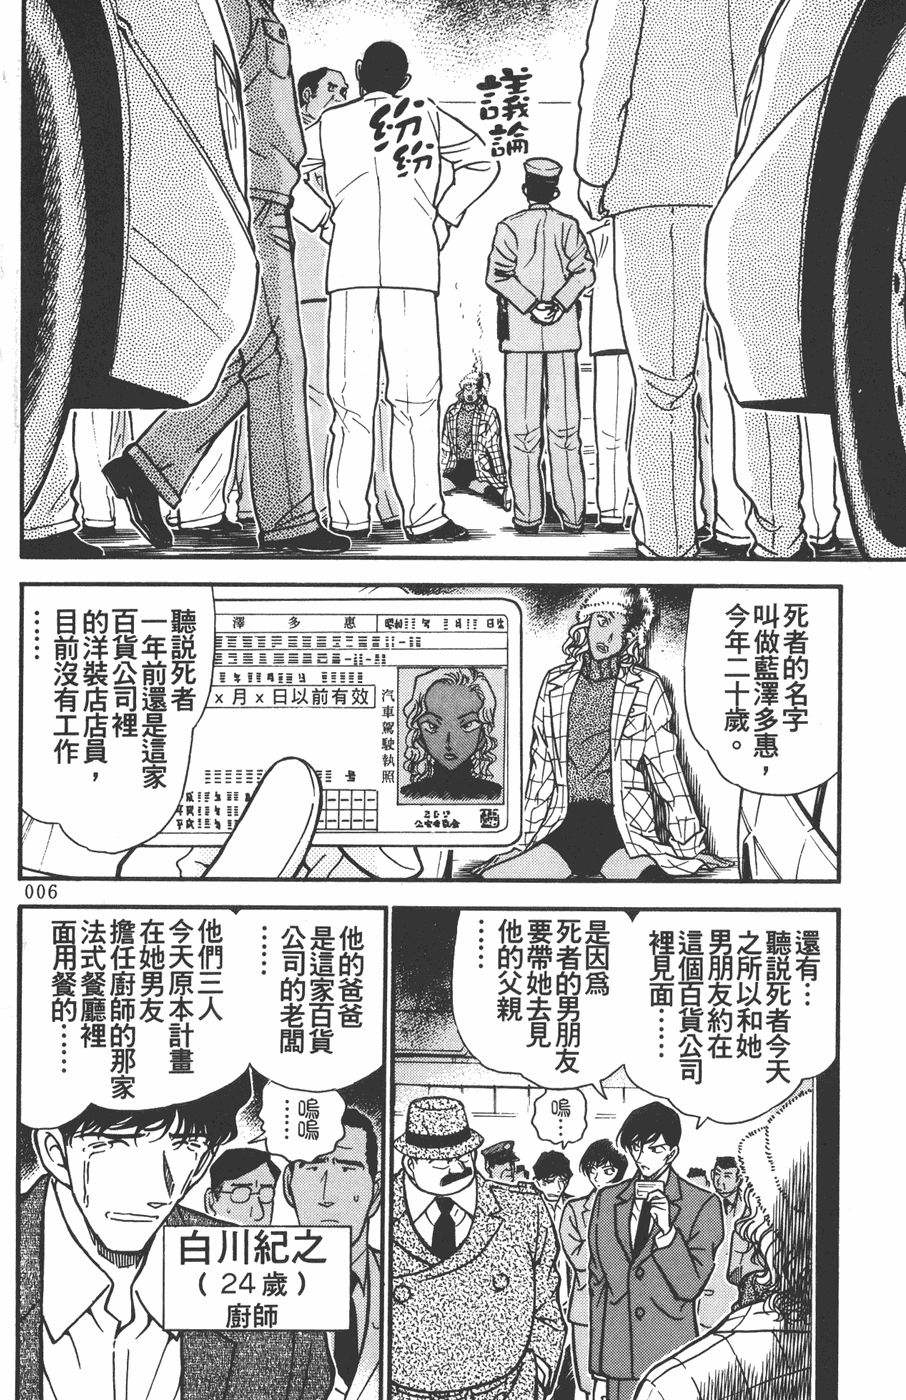 議論
紛紛
死者的名字
叫做藍澤多惠，
今年二十歲。
澤多惠
x月x日以前有效
汽車駕駛執照
聽說死者
一年前還是這家
百貨公司裡
的洋裝店店員，
目前沒有工作
……
006
還有…
聽說死者今天
之所以和她
男朋友約在
這個百貨公司
裡見面……
是因爲
死者的男朋友
要帶她去見
他的父親
……
嗚嗚
他的爸爸
是這家百貨
公司的老闆
……
嗚嗚
……
他們三人
今天原本計畫
在她男友
擔任廚師的那家
法式餐廳裡
面用餐的……
白川紀之
（24歲）
廚師